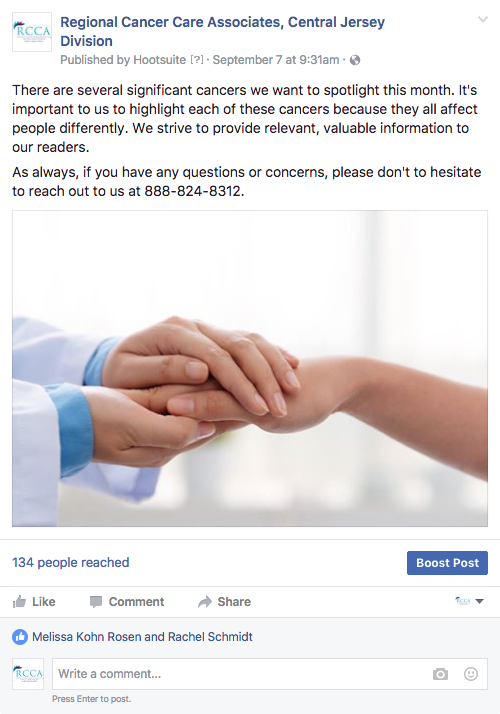 RCCA
Regional Cancer Care Associates, Central Jersey
Division
Published by Hootsuite [?] · September 7 at 9:31am ·
There are several significant cancers we want to spotlight this month. It's
important to us to highlight each of these cancers because they all affect
people differently. We strive to provide relevant, valuable information to
our readers.
As always, if you have any questions or concerns, please don't to hesitate
to reach out to us at 888-824-8312.
134 people reached
Boost Post
Like
Comment
Share
RCCA
Melissa Kohn Rosen and Rachel Schmidt
RCCA
Write a comment...
Press Enter to post.